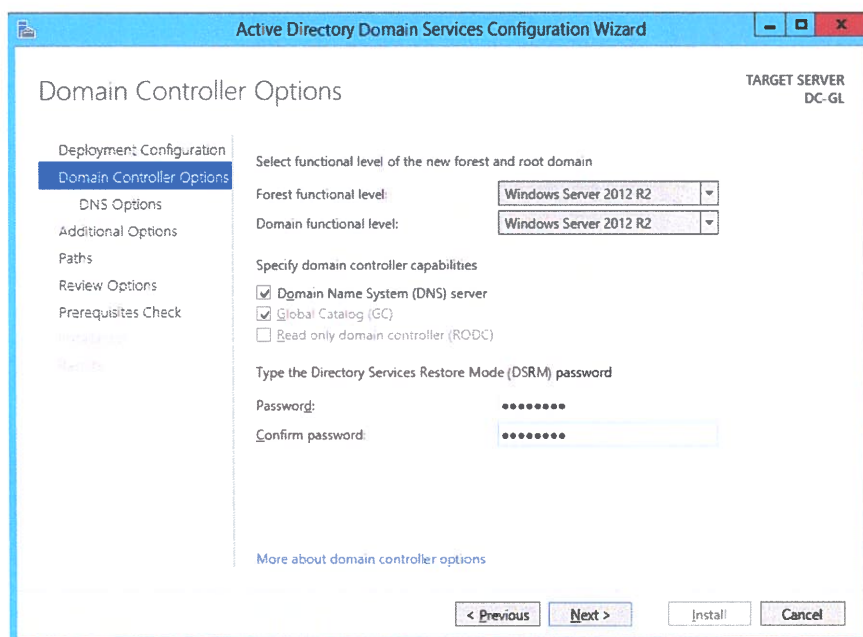 Active Directory Domain Services Configuration Wizard
Domain Controller Options
TARGET SERVER
DC-GL
Deployment Configuration
Domain Controller Options
DNS Options
Additional Options
Paths
Review Options
Prerequisites Check
Installation
Results
Select functional level of the new forest and root domain
Forest functional level: Windows Server 2012 R2
Domain functional level: Windows Server 2012 R2
Specify domain controller capabilities
Domain Name System (DNS) server
Global Catalog (GC)
Read only domain controller (RODC)
Type the Directory Services Restore Mode (DSRM) password
Password: ••••••••
Confirm password: ••••••••
More about domain controller options
< Previous Next > Install Cancel